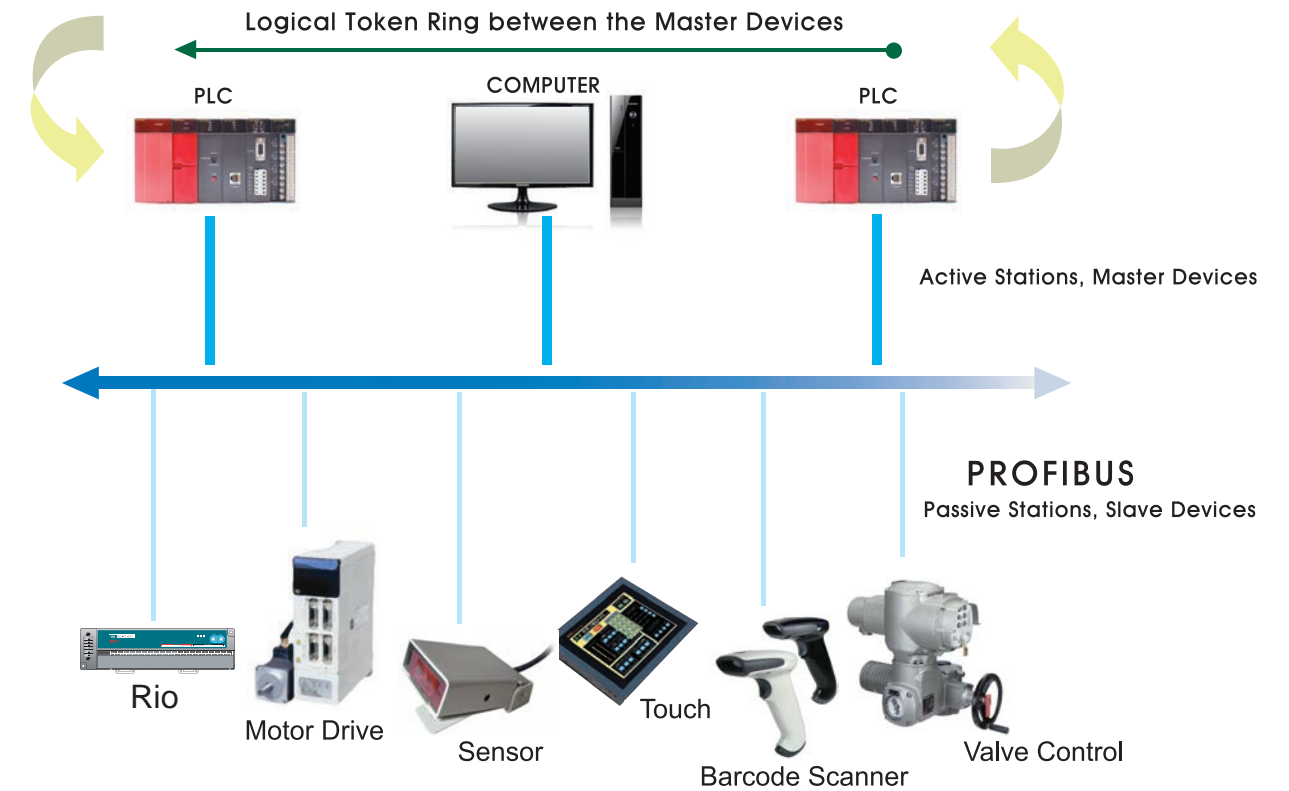 Logical Token Ring between the Master Devices
PLC
COMPUTER
PLC
Active Stations, Master Devices
PROFIBUS
Passive Stations, Slave Devices
Rio
Motor Drive
Sensor
Touch
Barcode Scanner
Valve Control